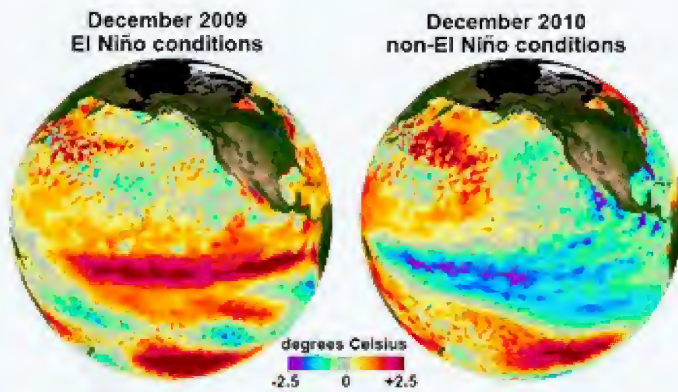 December 2009
El Niño conditions
December 2010
non-El Niño conditions
degrees Celsius
-2.5 0 +2.5